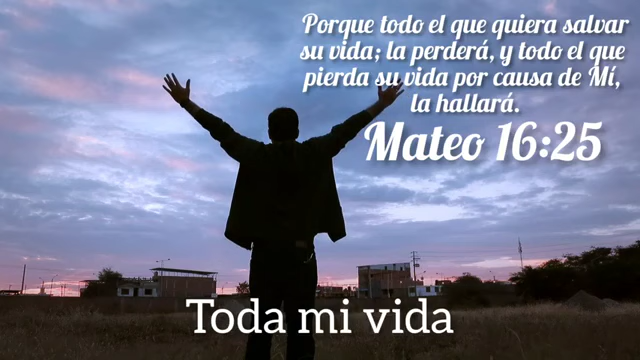 Porque todo el que quiera salvar
su vida; la perderá, y todo el que
pierda su vida por causa de Mí,
la hallará.
Mateo 16:25
Toda mi vida